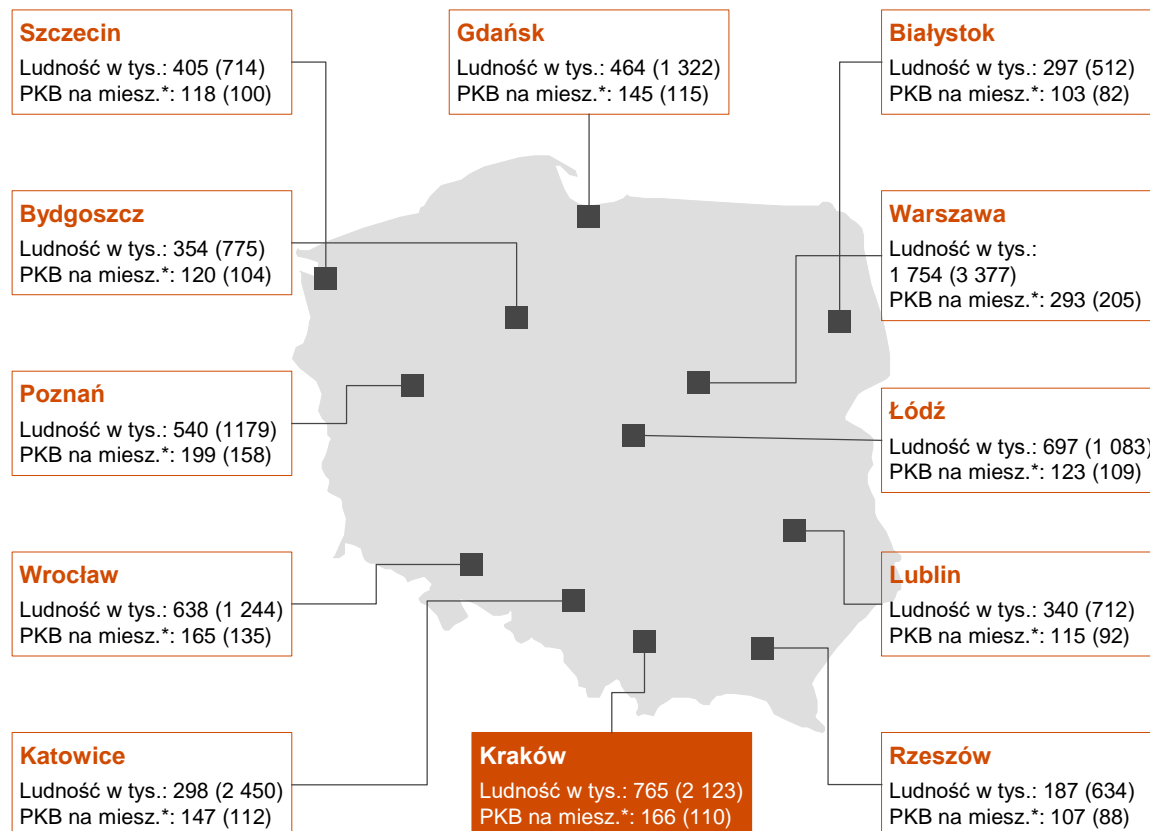 Szczecin
Ludność w tys.: 405 (714)
PKB na miesz.*: 118 (100)
Gdańsk
Ludność w tys.: 464 (1 322)
PKB na miesz.*: 145 (115)
Białystok
Ludność w tys.: 297 (512)
PKB na miesz.*: 103 (82)
Bydgoszcz
Ludność w tys.: 354 (775)
PKB na miesz.*: 120 (104)
Warszawa
Ludność w tys.:
1 754 (3 377)
PKB na miesz.*: 293 (205)
Poznań
Ludność w tys.: 540 (1179)
PKB na miesz.*: 199 (158)
Łódź
Ludność w tys.: 697 (1 083)
PKB na miesz.*: 123 (109)
Wrocław
Ludność w tys.: 638 (1 244)
PKB na miesz.*: 165 (135)
Lublin
Ludność w tys.: 340 (712)
PKB na miesz.*: 115 (92)
Katowice
Ludność w tys.: 298 (2 450)
PKB na miesz.*: 147 (112)
Kraków
Ludność w tys.: 765 (2 123)
PKB na miesz.*: 166 (110)
Rzeszów
Ludność w tys.: 187 (634)
PKB na miesz.*: 107 (88)